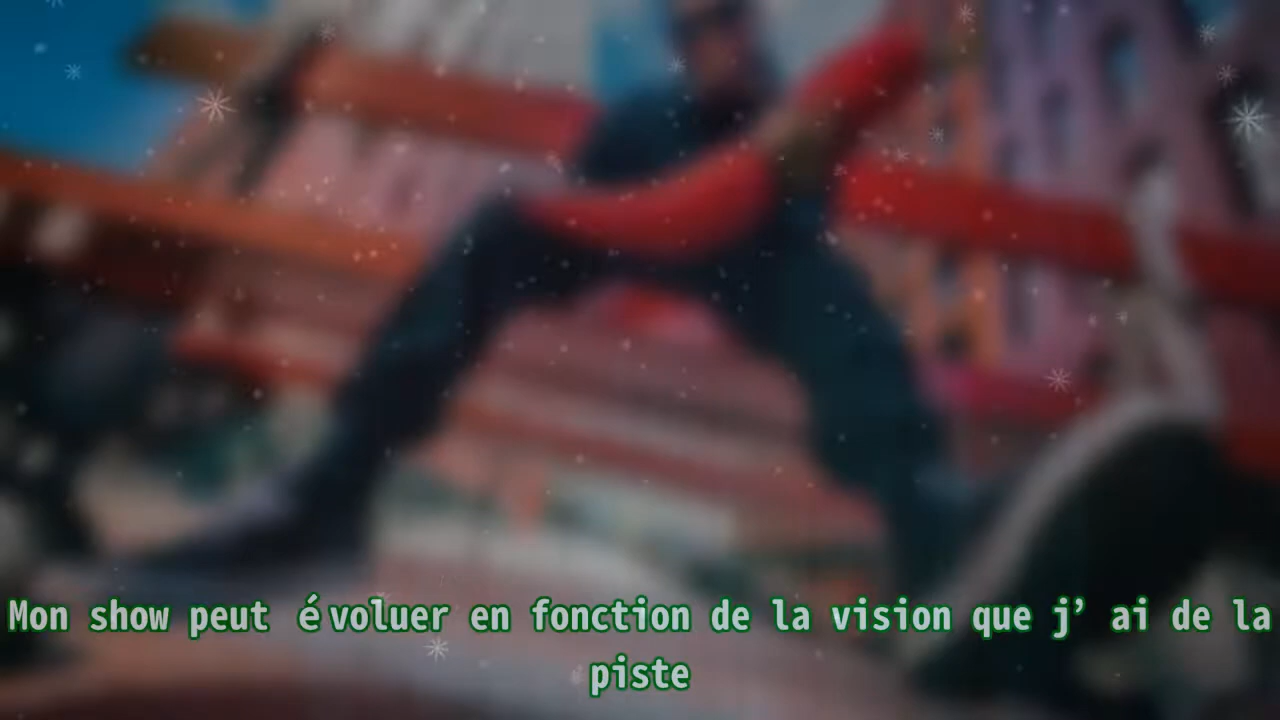 Mon show peut évoluer en fonction de la vision que j’ai de la
piste